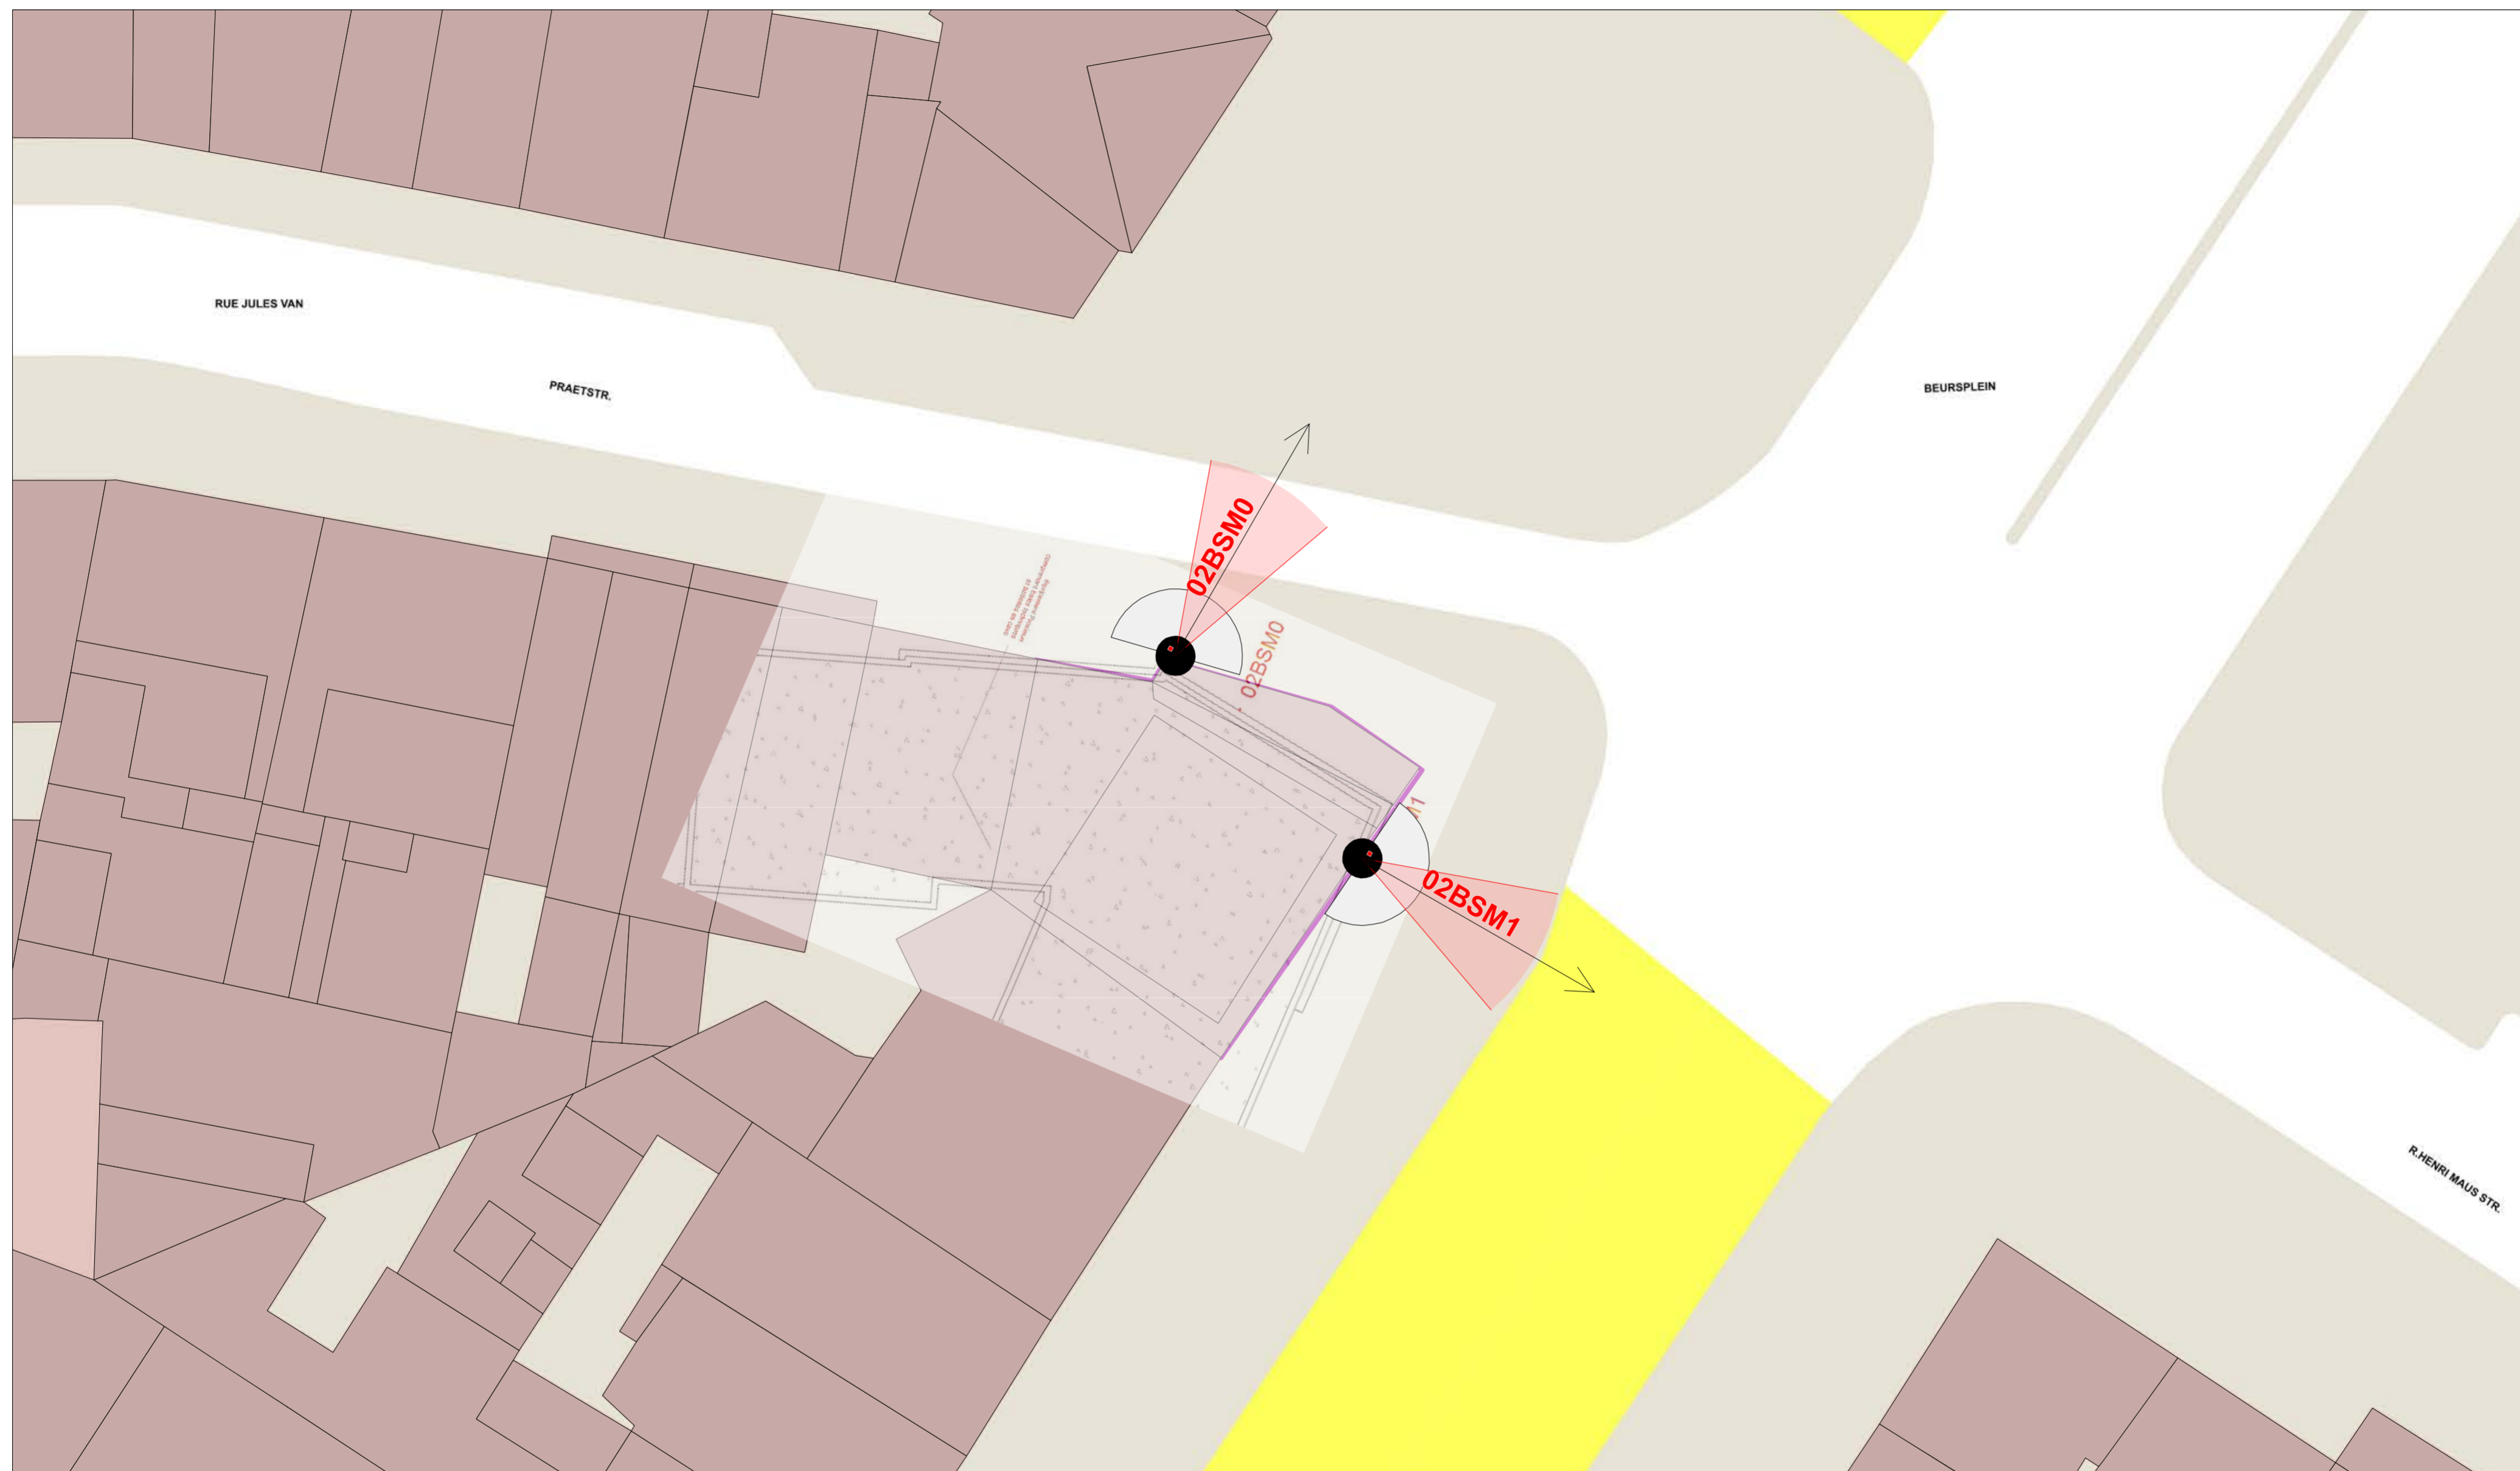 RUE JULES VAN
PRAETSTR.
BEURSPLEIN
02BSM0
02BSM0
02BSM1
R.HENRI MAUS STR.